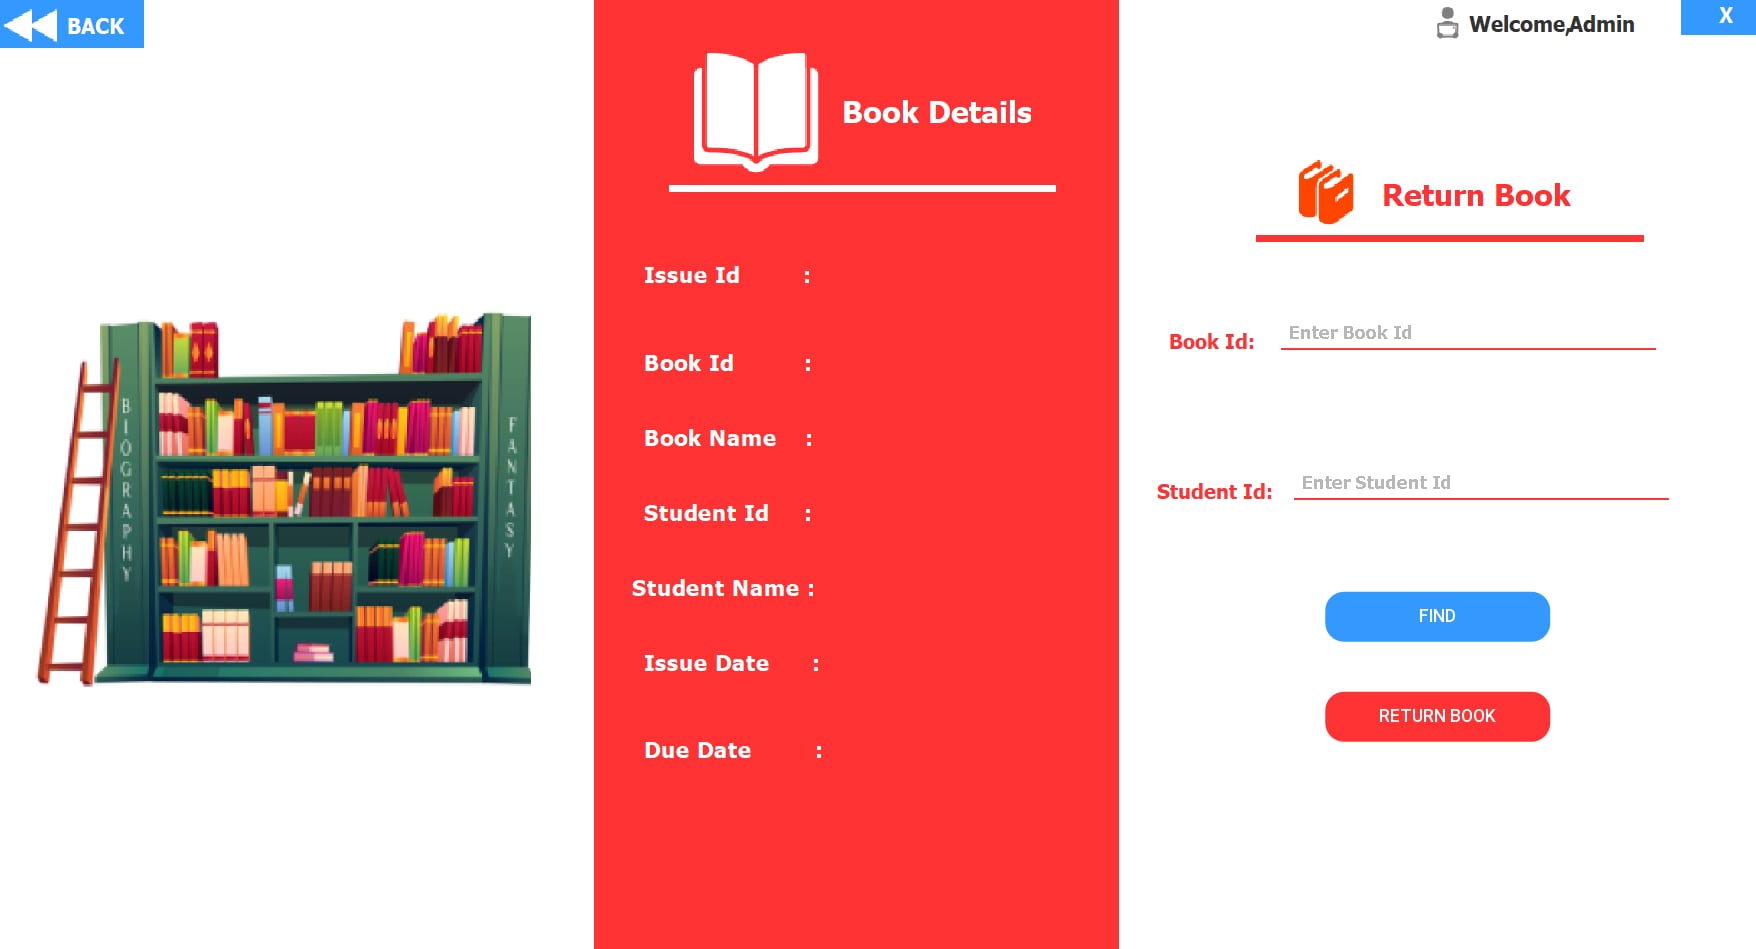 BACK
Welcome,Admin
X
BIOGRAPHY
FANTASY
Book Details
Issue Id :
Book Id :
Book Name :
Student Id :
Student Name :
Issue Date :
Due Date :
Return Book
Book Id: Enter Book Id
Student Id: Enter Student Id
FIND
RETURN BOOK